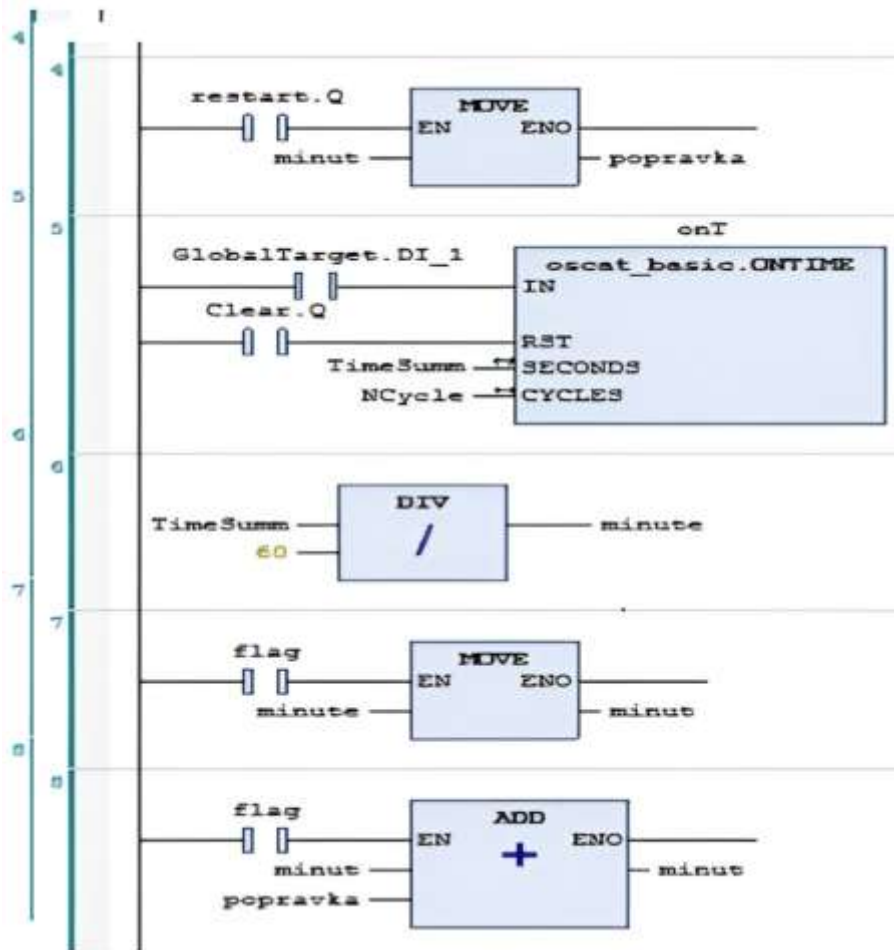 4
4
restart.Q
MOVE
EN ENO
minut popravka
5
5
onT
GlobalTarget.DI_1
oscat_basic.ONTIME
IN
Clear.Q
RST
TimeSumm SECONDS
NCycle CYCLES
6
6
DIV
TimeSumm / minute
60
7
7
flag
MOVE
EN ENO
minute minut
8
8
flag
ADD
EN ENO
+
minut minut
popravka